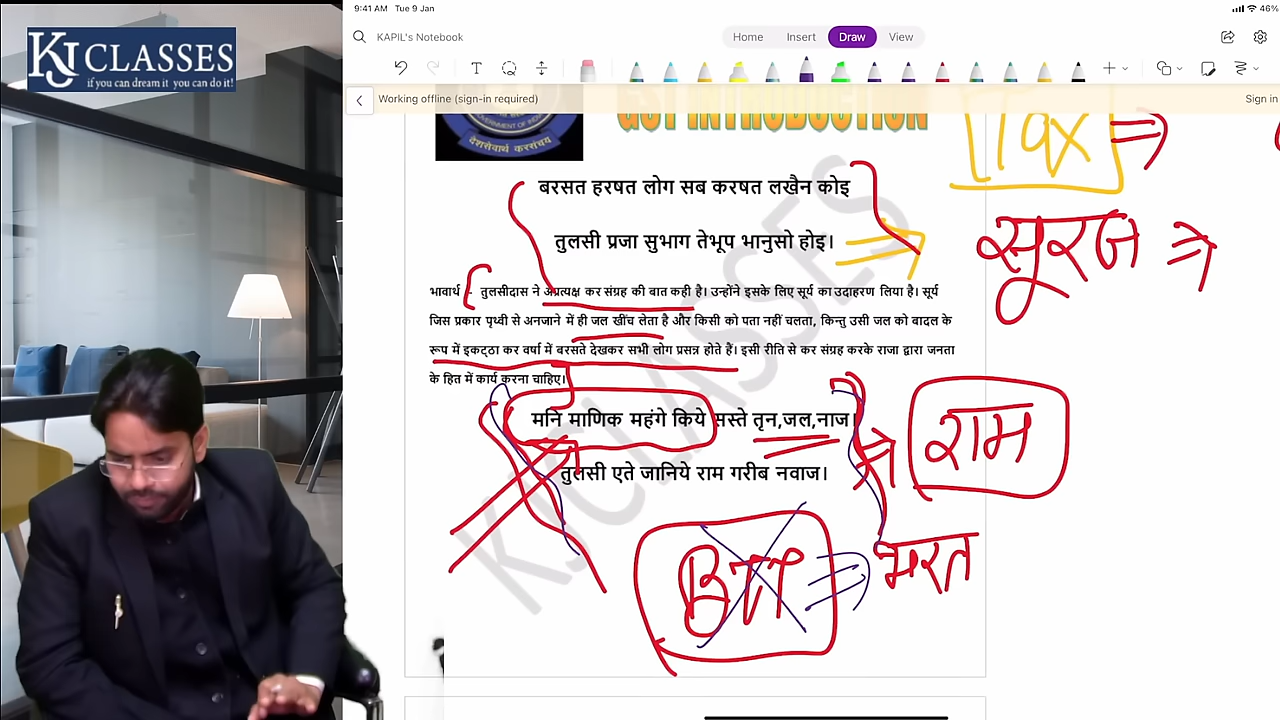 9:41 AM Tue 9 Jan
46%
KJ CLASSES
if you can dream it you can do it!
KAPIL's Notebook
Home Insert Draw View
Working offline (sign-in required)
Sign in
देशसेवार्थ करसंचय
GST INTRODUCTION
Tax
बरसत हरषत लोग सब करषत लखैन कोइ
तुलसी प्रजा सुभाग तेभूप भानुसो होइ।
सूरज
भावार्थ - तुलसीदास ने अप्रत्यक्ष कर संग्रह की बात कही है। उन्होंने इसके लिए सूर्य का उदाहरण लिया है। सूर्य
जिस प्रकार पृथ्वी से अनजाने में ही जल खींच लेता है और किसी को पता नहीं चलता, किन्तु उसी जल को बादल के
रूप में इकट्ठा कर वर्षा में बरसते देखकर सभी लोग प्रसन्न होते हैं। इसी रीति से कर संग्रह करके राजा द्वारा जनता
के हित में कार्य करना चाहिए।
मनि माणिक महंगे किये सस्ते तृन,जल,नाज।
राम
तुलसी एते जानिये राम गरीब नवाज।
भरत
KJ CLASSES